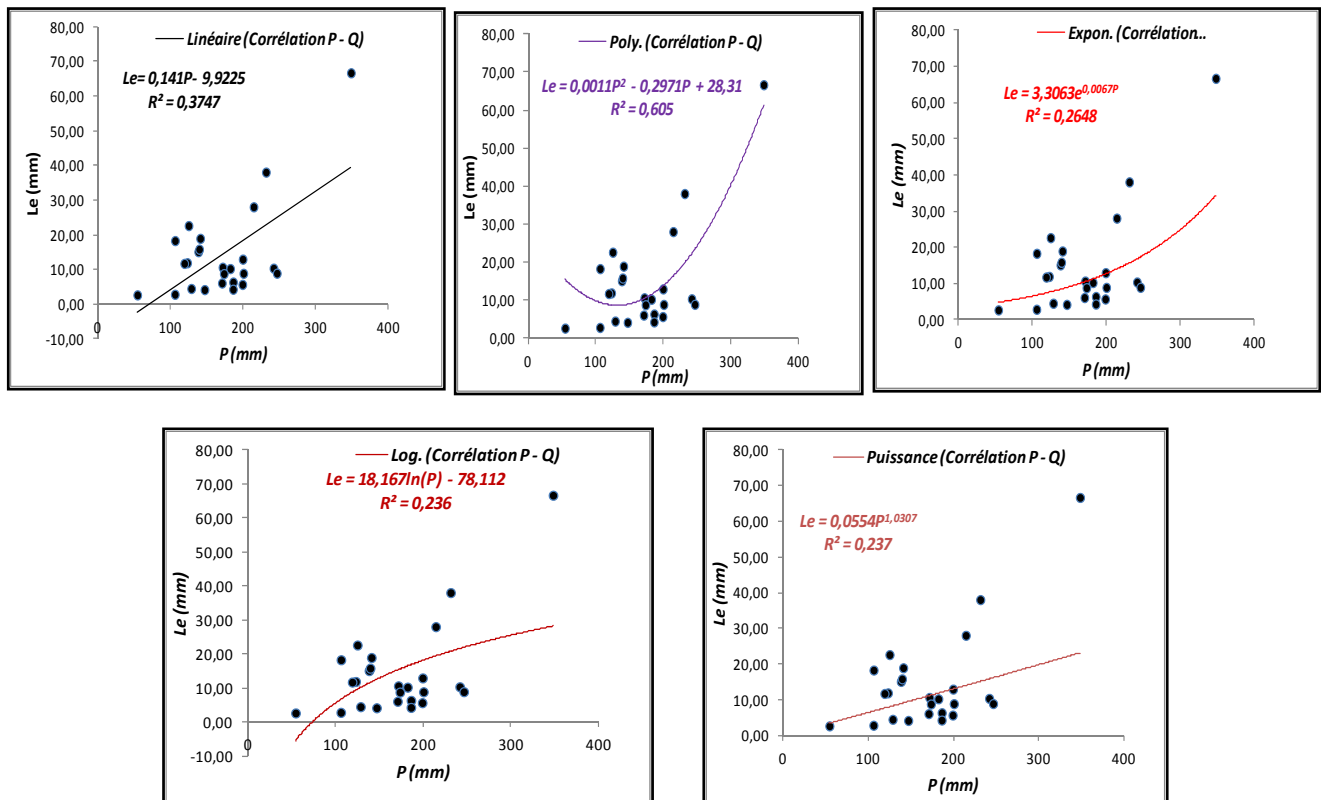 Linéaire (Corrélation P - Q)
Le= 0,141P- 9,9225
R² = 0,3747
80,00
70,00
60,00
50,00
40,00
30,00
20,00
10,00
0,00
-10,00
0
100
200
300
400
Le (mm)
P (mm)
Poly. (Corrélation P - Q)
Le = 0,0011P² - 0,2971P + 28,31
R² = 0,605
80,00
70,00
60,00
50,00
40,00
30,00
20,00
10,00
0,00
0
100
200
300
400
Le (mm)
P (mm)
Expon. (Corrélation...
Le = 3,3063e^0,0067P
R² = 0,2648
80,00
70,00
60,00
50,00
40,00
30,00
20,00
10,00
0,00
0
100
200
300
400
Le (mm)
P (mm)
Log. (Corrélation P - Q)
Le = 18,167ln(P) - 78,112
R² = 0,236
80,00
70,00
60,00
50,00
40,00
30,00
20,00
10,00
0,00
-10,00
0
100
200
300
400
Le (mm)
P (mm)
Puissance (Corrélation P - Q)
Le = 0,0554P^1,0307
R² = 0,237
80,00
70,00
60,00
50,00
40,00
30,00
20,00
10,00
0,00
0
100
200
300
400
Le (mm)
P (mm)